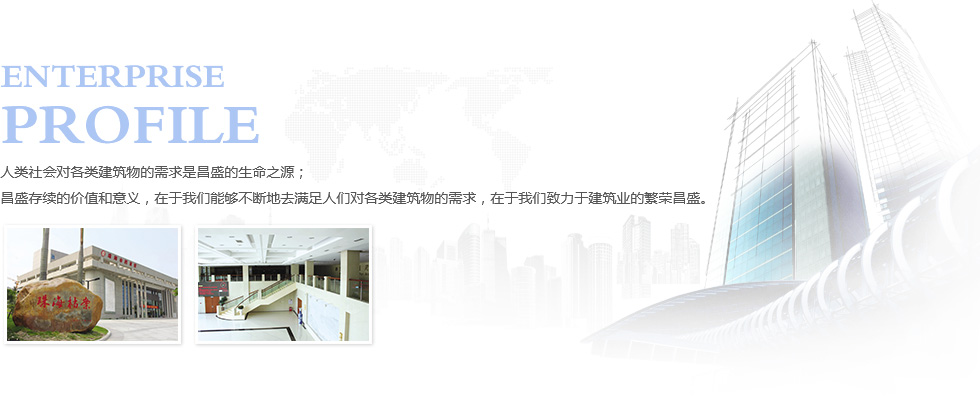 ENTERPRISE
PROFILE
人类社会对各类建筑物的需求是昌盛的生命之源；
昌盛存续的价值和意义，在于我们能够不断地去满足人们对各类建筑物的需求，在于我们致力于建筑业的繁荣昌盛。